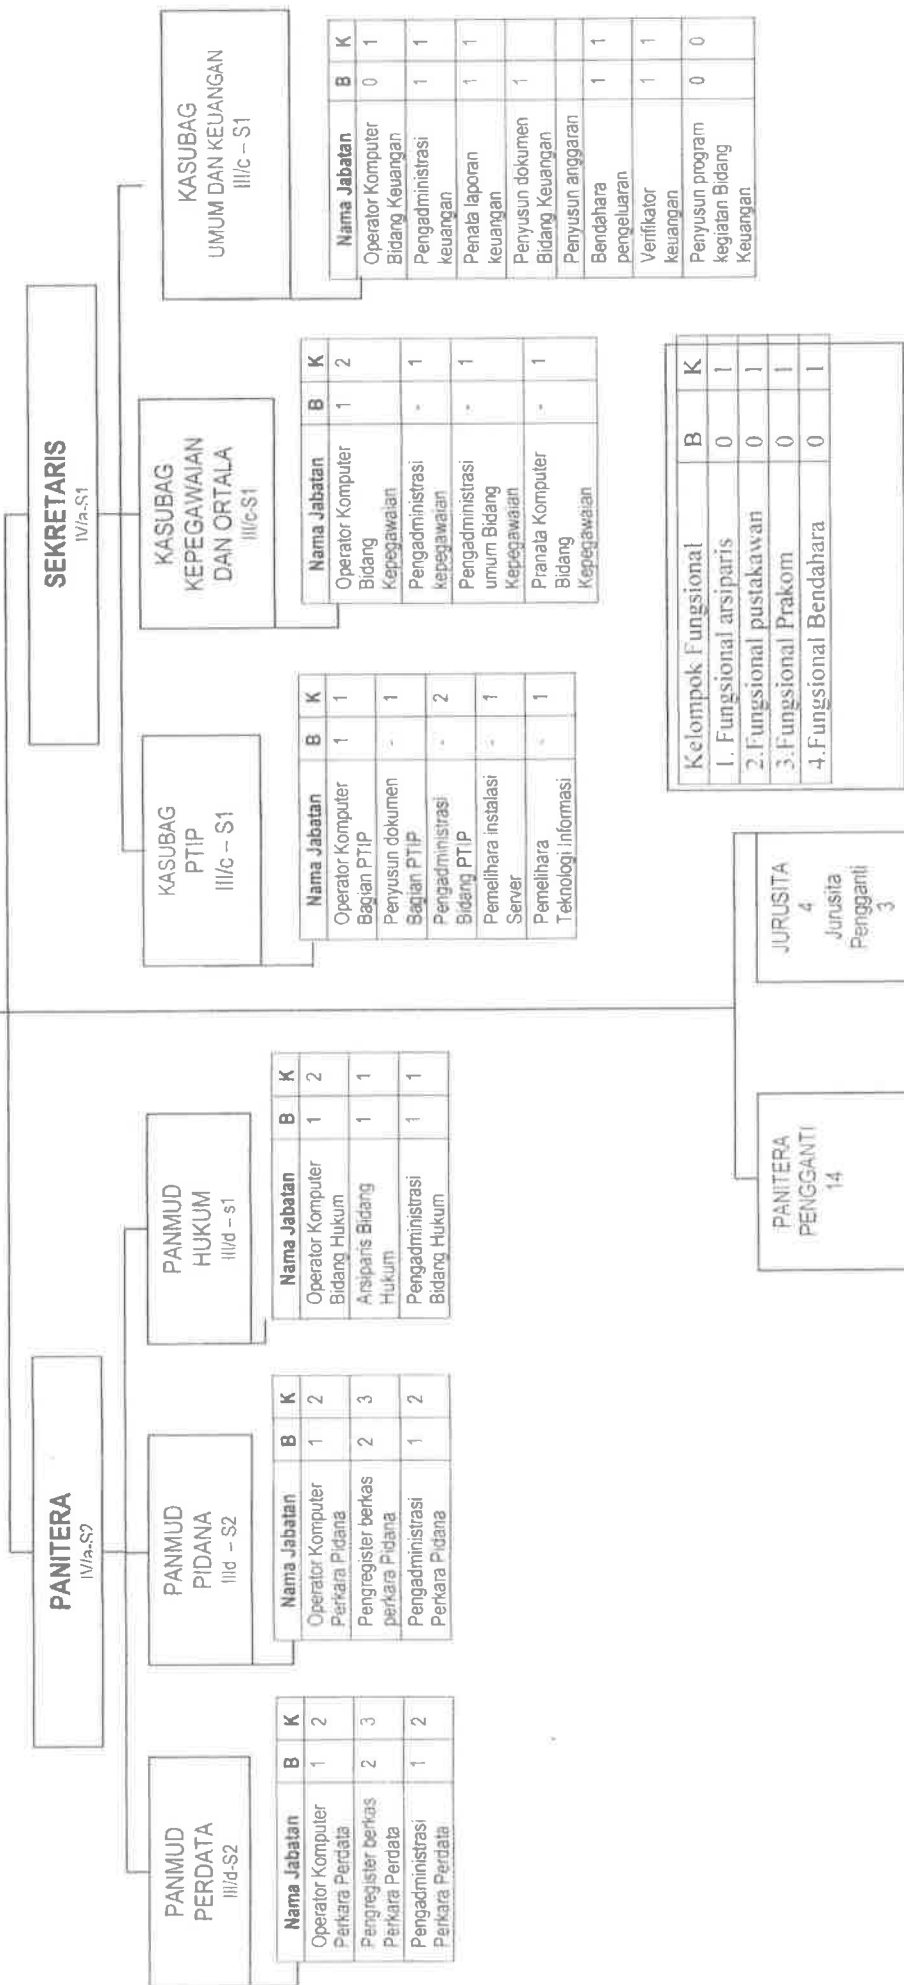 PANITERA
IV/a-S2
SEKRETARIS
IV/a-S1
PANMUD
PERDATA
III/d-S2
Nama Jabatan B K
Operator Komputer 1 2
Perkara Perdata
Pengregister berkas 2 3
Perkara Perdata
Pengadministrasi 1 2
Perkara Perdata
PANMUD
PIDANA
IIId – S2
Nama Jabatan B K
Operator Komputer 1 2
Perkara Pidana
Pengregister berkas 2 3
perkara Pidana
Pengadministrasi 1 2
Perkara Pidana
PANMUD
HUKUM
III/d – s1
Nama Jabatan B K
Operator Komputer 1 2
Bidang Hukum
Arsiparis Bidang 1 1
Hukum
Pengadministrasi 1 1
Bidang Hukum
KASUBAG
PTIP
III/c – S1
Nama Jabatan B K
Operator Komputer 1 1
Bagian PTIP
Penyusun dokumen - 1
Bagian PTIP
Pengadministrasi - 2
Bidang PTIP
Pemelihara instalasi - 1
Server
Pemelihara - 1
Teknologi Informasi
KASUBAG
KEPEGAWAIAN
DAN ORTALA
III/c-S1
Nama Jabatan B K
Operator Komputer 1 2
Bidang
Kepegawaian
Pengadministrasi - 1
kepegawaian
Pengadministrasi - 1
umum Bidang
Kepegawaian
Pranata Komputer - 1
Bidang
Kepegawaian
KASUBAG
UMUM DAN KEUANGAN
III/c – S1
Nama Jabatan B K
Operator Komputer 0 1
Bidang Keuangan
Pengadministrasi 1 1
keuangan
Penata laporan 1 1
keuangan
Penyusun dokumen 1
Bidang Keuangan
Penyusun anggaran
Bendahara 1 1
pengeluaran
Verifikator 1 1
keuangan
Penyusun program 0 0
kegiatan Bidang
Keuangan
PANITERA
PENGGANTI
14
JURUSITA
4
Jurusita
Pengganti
3
Kelompok Fungsional B K
1. Fungsional arsiparis 0 1
2.Fungsional pustakawan 0 1
3.Fungsional Prakom 0 1
4.Fungsional Bendahara 0 1